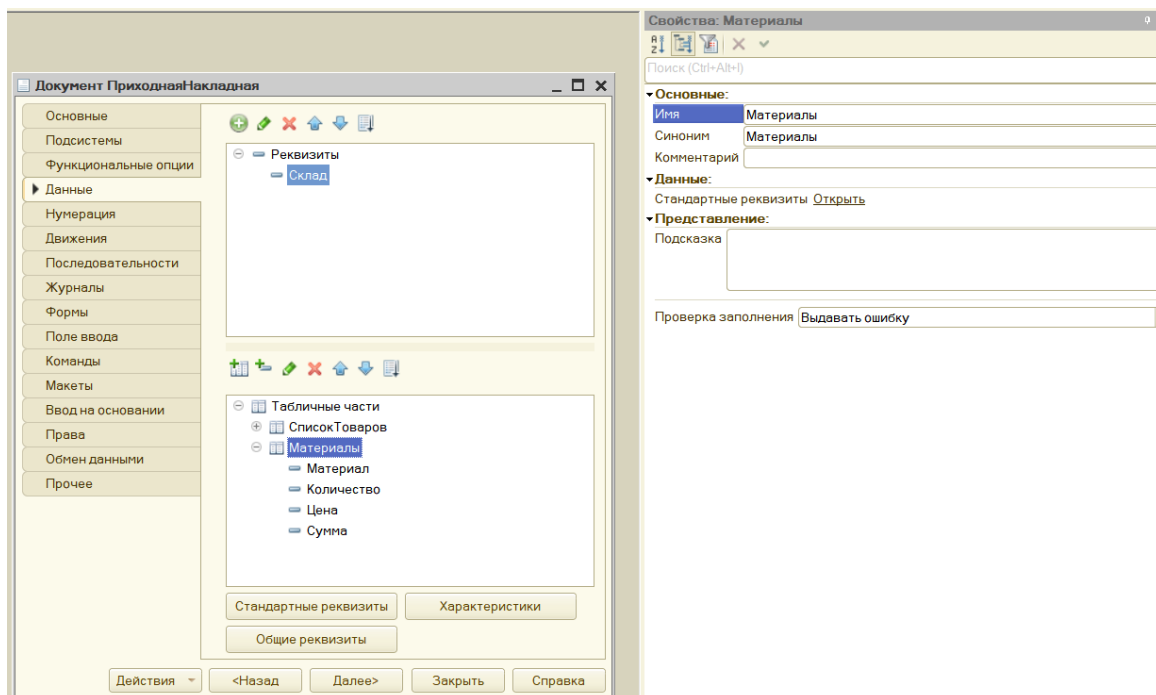 Документ ПриходнаяНакладная
Основные
Подсистемы
Функциональные опции
Данные
Нумерация
Движения
Последовательности
Журналы
Формы
Поле ввода
Команды
Макеты
Ввод на основании
Права
Обмен данными
Прочее
Реквизиты
Склад
Табличные части
СписокТоваров
Материалы
Материал
Количество
Цена
Сумма
Стандартные реквизиты
Характеристики
Общие реквизиты
Действия
<Назад
Далее>
Закрыть
Справка
Свойства: Материалы
Поиск (Ctrl+Alt+I)
Основные:
Имя Материалы
Синоним Материалы
Комментарий
Данные:
Стандартные реквизиты Открыть
Представление:
Подсказка
Проверка заполнения Выдавать ошибку